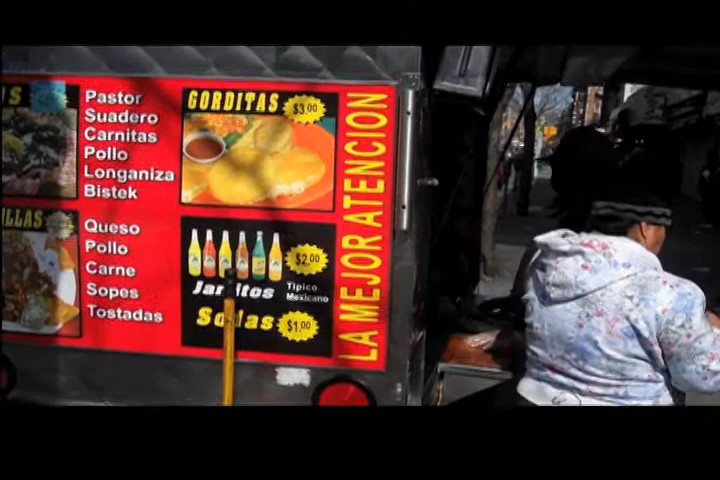 Pastor
Suadero
Carnitas
Pollo
Longaniza
Bistek
Queso
Pollo
Carne
Sopes
Tostadas
GORDITAS
$3.00
$2.00
Jarritos
Tipico
Mexicano
Sodas
$1.00
LA MEJOR ATENCION